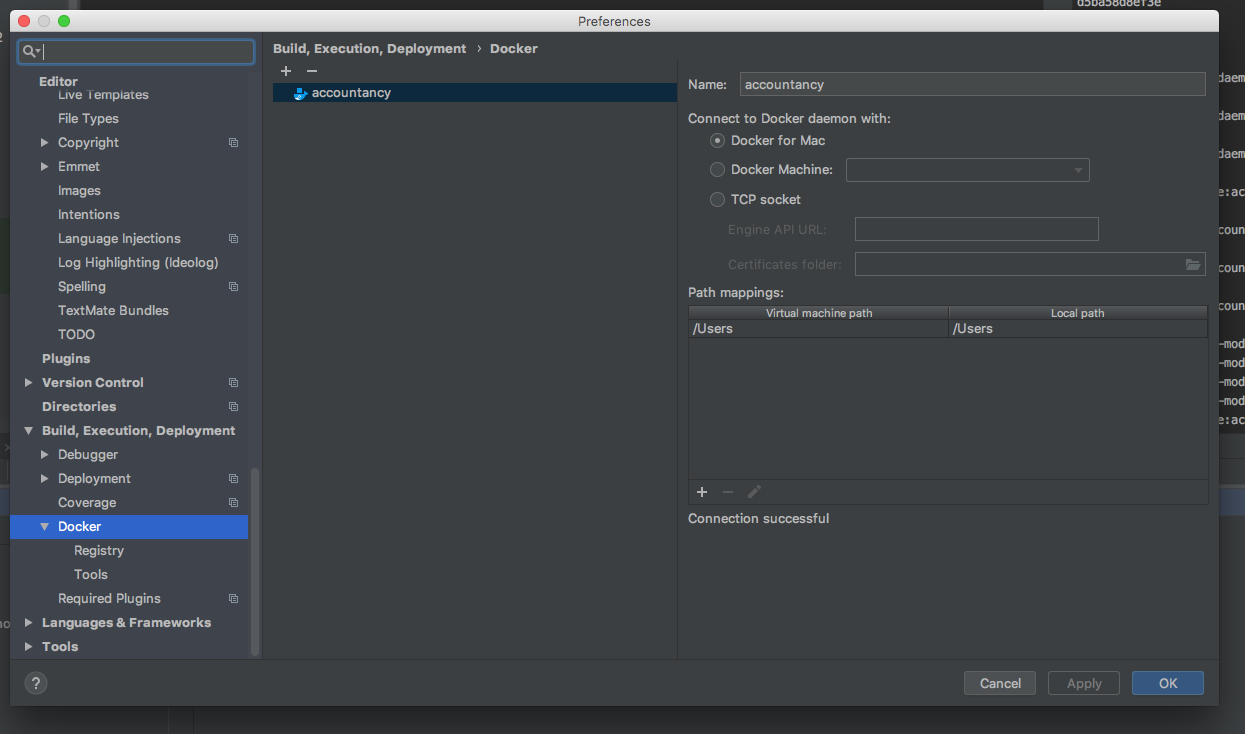 d5ba58d8ef3e
Preferences
Editor
Live Templates
File Types
Copyright
Emmet
Images
Intentions
Language Injections
Log Highlighting (Ideolog)
Spelling
TextMate Bundles
TODO
Plugins
Version Control
Directories
Build, Execution, Deployment
Debugger
Deployment
Coverage
Docker
Registry
Tools
Required Plugins
Languages & Frameworks
Tools
?
Build, Execution, Deployment › Docker
+ −
accountancy
Name: accountancy
Connect to Docker daemon with:
Docker for Mac
Docker Machine:
TCP socket
Engine API URL:
Certificates folder:
Path mappings:
Virtual machine path Local path
/Users /Users
+ −
Connection successful
Cancel Apply OK
daem
daem
daem
e:ac
coun
coun
coun
-mod
-mod
-mod
-mod
e:ac